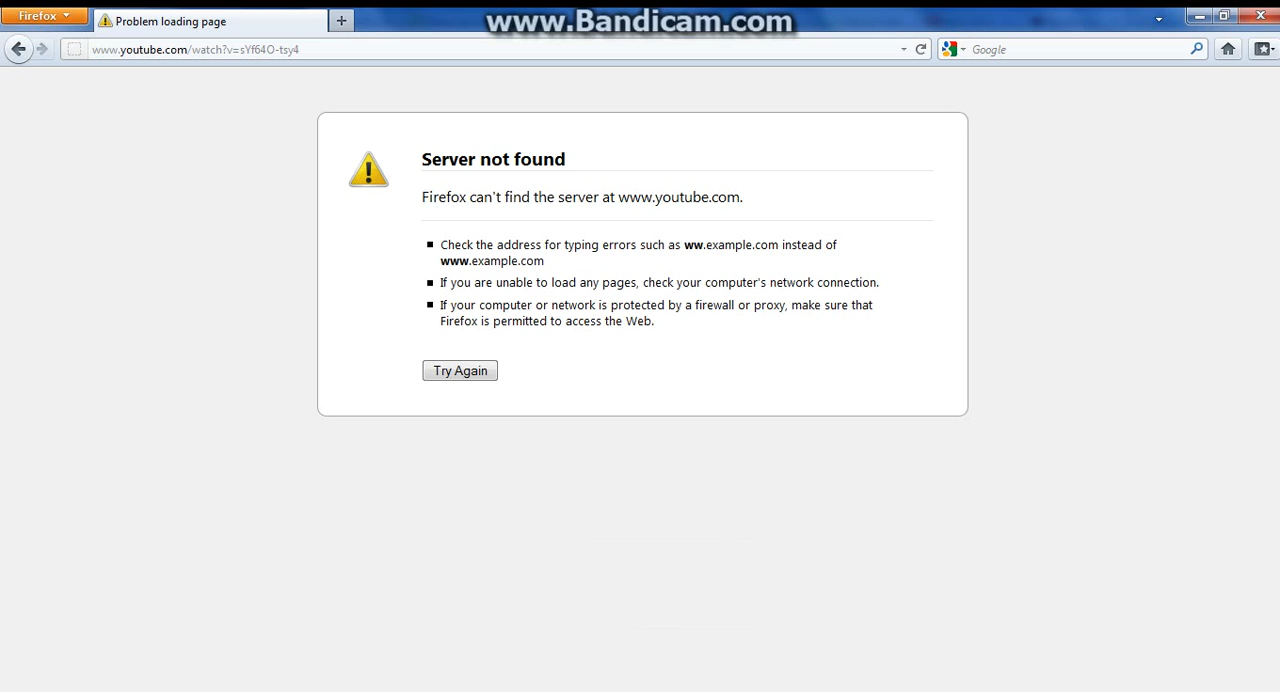 www.Bandicam.com
Firefox
Problem loading page
www.youtube.com/watch?v=sYf64O-tsy4
Google
Server not found
Firefox can't find the server at www.youtube.com.
Check the address for typing errors such as ww.example.com instead of
www.example.com
If you are unable to load any pages, check your computer's network connection.
If your computer or network is protected by a firewall or proxy, make sure that
Firefox is permitted to access the Web.
Try Again